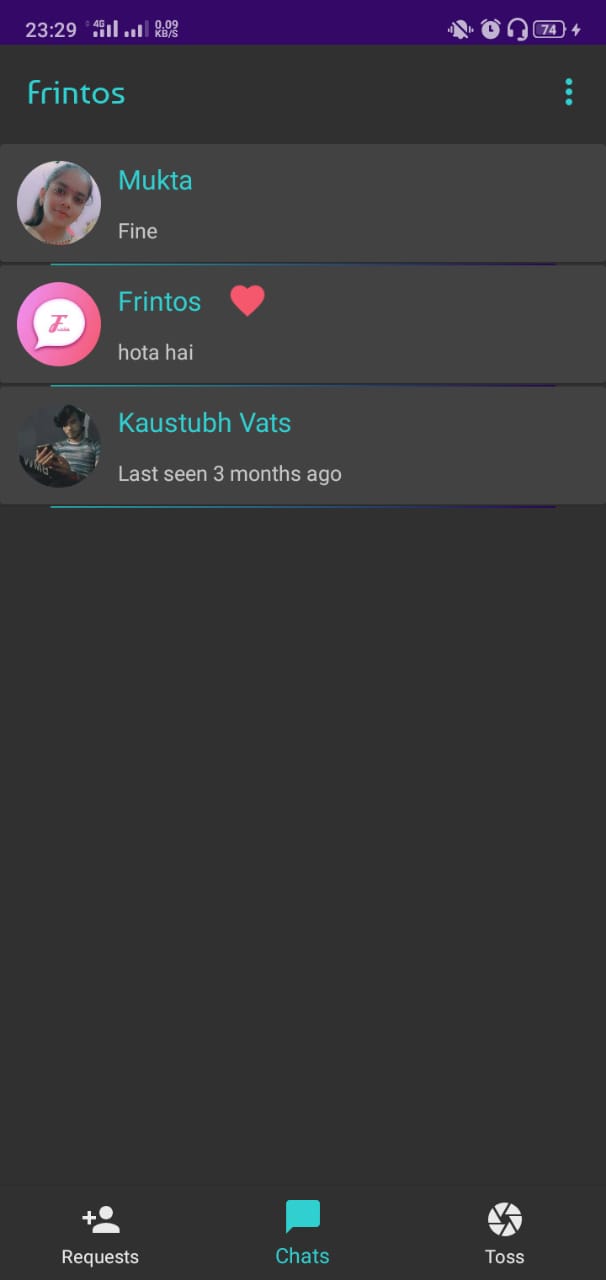 23:29 4G 0.09 KB/S 74
Frintos
Mukta
Fine
Frintos
hota hai
Kaustubh Vats
Last seen 3 months ago
Requests Chats Toss